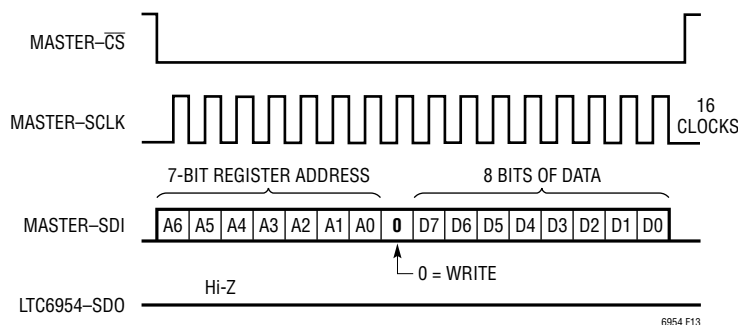 MASTER–CS
MASTER–SCLK
16
CLOCKS
7-BIT REGISTER ADDRESS
8 BITS OF DATA
MASTER–SDI
A6 A5 A4 A3 A2 A1 A0 0 D7 D6 D5 D4 D3 D2 D1 D0
0 = WRITE
Hi-Z
LTC6954–SDO
6954 F13